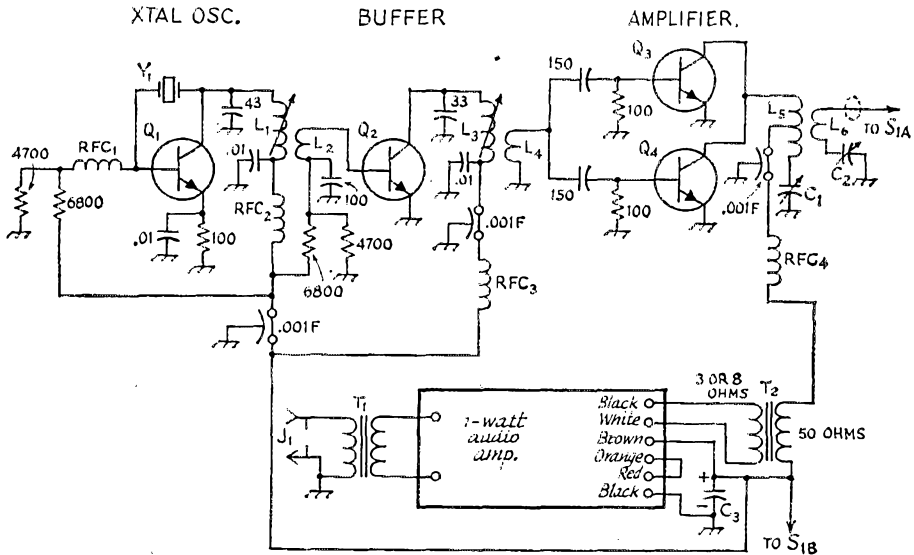 XTAL OSC.
BUFFER
AMPLIFIER.
Y1
43
L1
Q1
RFC1
4700
6800
.01
100
.01
RFC2
L2
100
6800
4700
.001F
Q2
33
L3
.01
L4
.001F
RFC3
150
150
Q3
100
Q4
100
L5
L6
TO S1A
C2
C1
.001F
RFC4
J1
T1
1-watt
audio
amp.
Black
White
Brown
Orange
Red
Black
3 OR 8
OHMS
T2
50 OHMS
+
-
C3
TO S1B